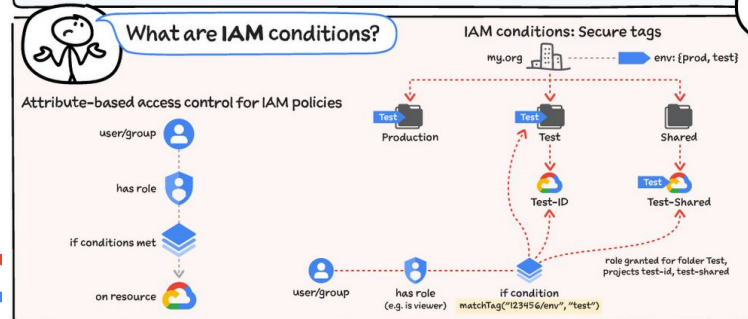 What are IAM conditions?
Attribute-based access control for IAM policies
user/group
has role
if conditions met
on resource
IAM conditions: Secure tags
my.org
env: {prod, test}
Test
Production
Test
Test
Shared
Test-ID
Test
Test-Shared
user/group
has role
(e.g. is viewer)
if condition
matchTag("123456/env", "test")
role granted for folder Test,
projects test-id, test-shared